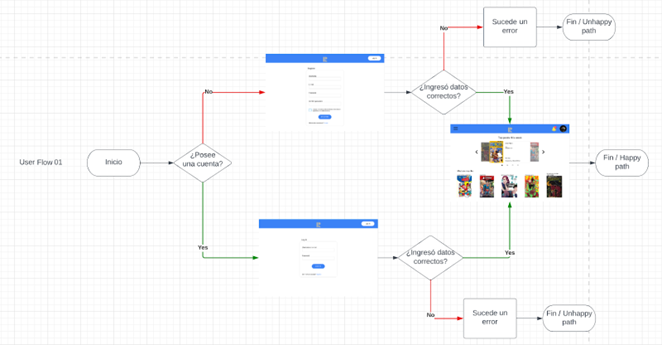 No
Sucede un
error
Fin / Unhappy
path
No
¿Ingresó datos
correctos?
Yes
User Flow 01
Inicio
¿Posee
una cuenta?
Fin / Happy
path
Yes
¿Ingresó datos
correctos?
Yes
No
Sucede un
error
Fin / Unhappy
path